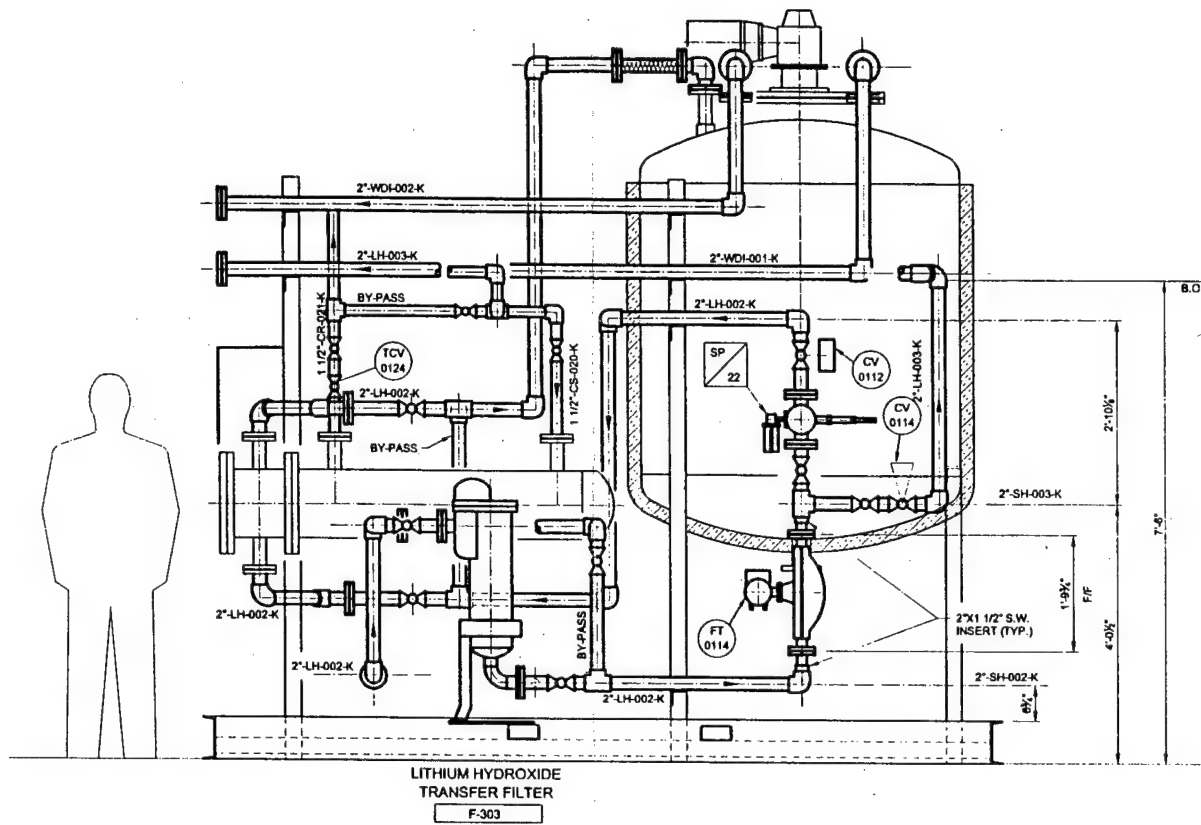 2"-WDI-002-K
2"-LH-003-K
2"-WDI-001-K
B.O
BY-PASS
2"-LH-002-K
1 1/2"-CR-021-K
TCV
0124
SP
22
CV
0112
2"-LH-003-K
1 1/2"-CS-020-K
2"-LH-002-K
CV
0114
2'-10⅛"
BY-PASS
7'-6"
2"-SH-003-K
1'-9¾"
F/F
4'-0½"
2"-LH-002-K
BY-PASS
FT
0114
2"X1 1/2" S.W.
INSERT (TYP.)
2"-LH-002-K
2"-SH-002-K
2"-LH-002-K
LITHIUM HYDROXIDE
TRANSFER FILTER
F-303